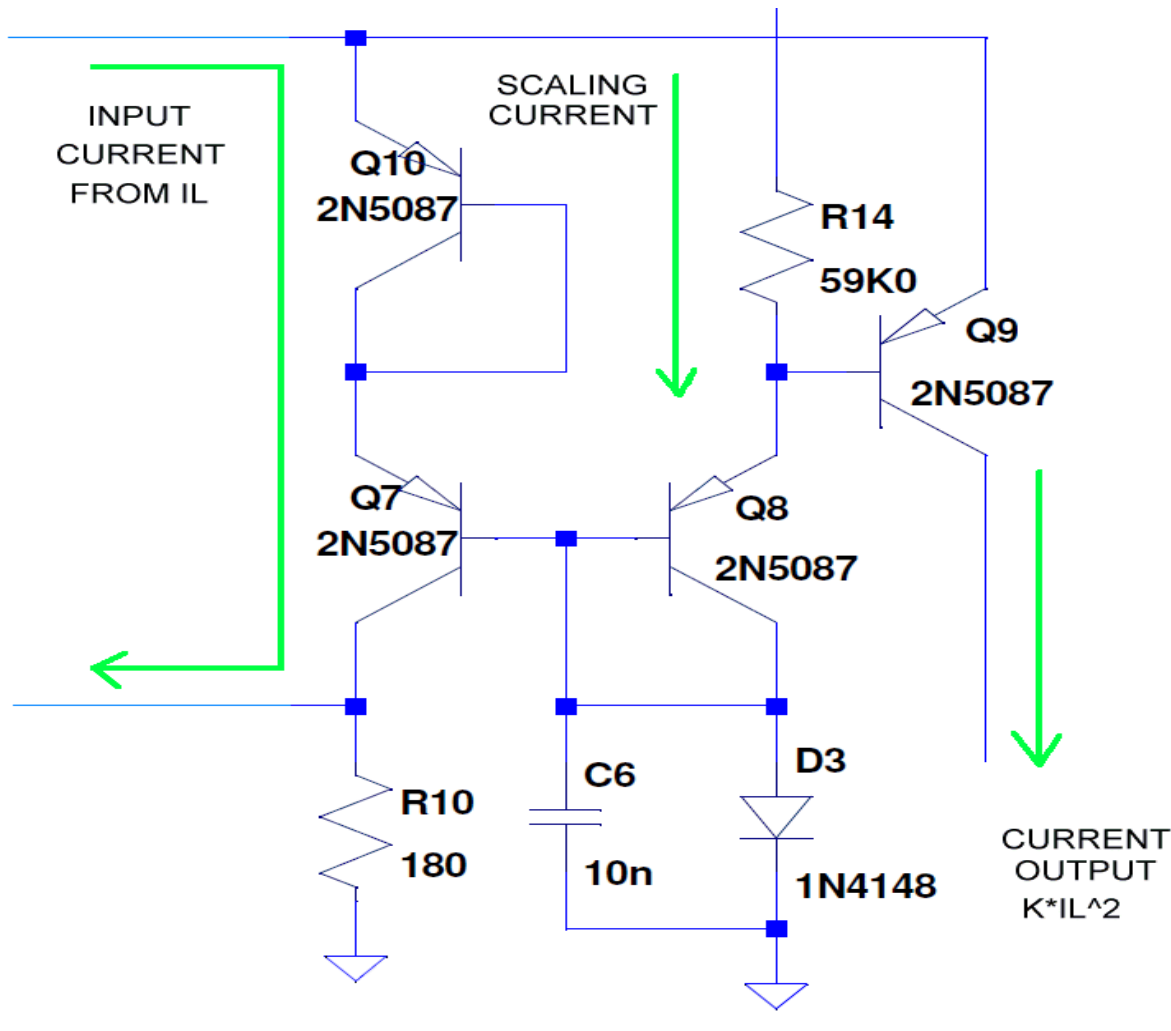 INPUT
CURRENT
FROM IL
SCALING
CURRENT
Q10
2N5087
R14
59K0
Q9
2N5087
Q7
2N5087
Q8
2N5087
R10
180
C6
10n
D3
1N4148
CURRENT
OUTPUT
K*IL^2